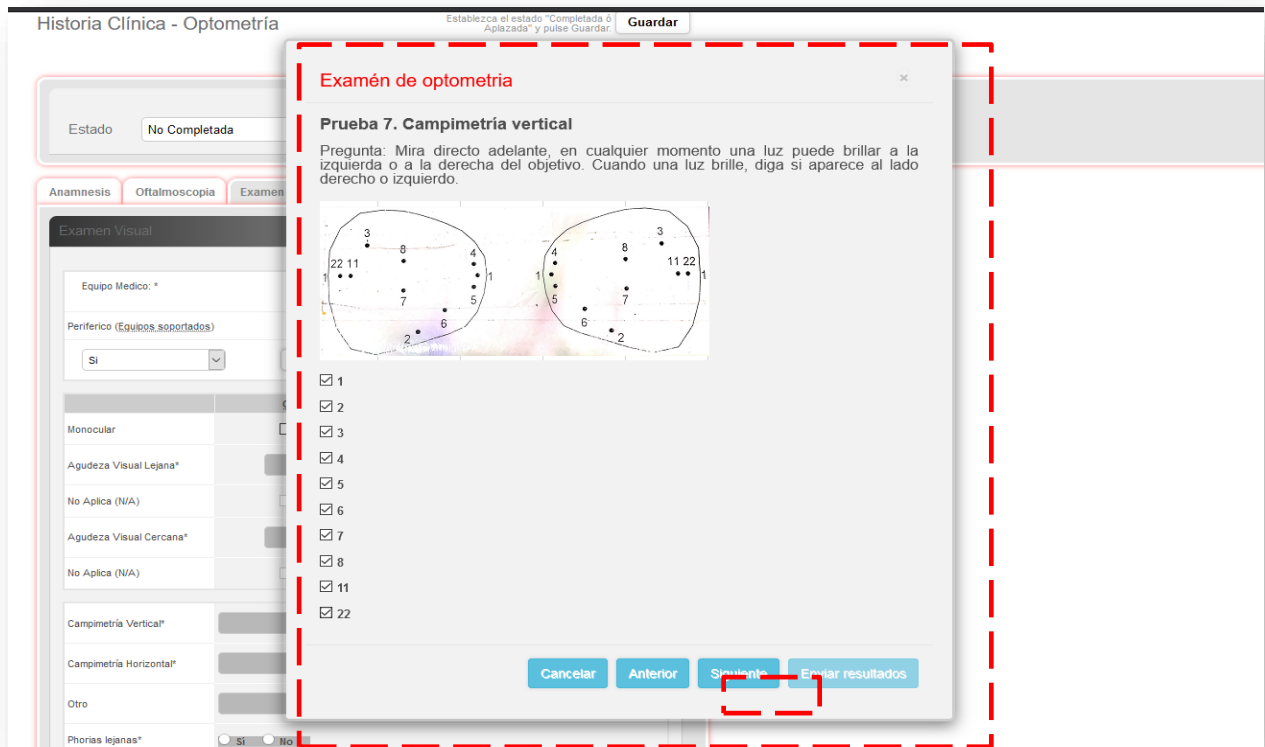 Historia Clínica - Optometría
Establezca el estado "Completada ó
Aplazada" y pulse Guardar.
Guardar
Estado
No Completada
Anamnesis
Oftalmoscopia
Examen
Examen Visual
Equipo Medico: *
Periferico (Equipos soportados)
Si
Monocular
Agudeza Visual Lejana*
No Aplica (N/A)
Agudeza Visual Cercana*
No Aplica (N/A)
Campimetría Vertical*
Campimetría Horizontal*
Otro
Phorias lejanas*
Si
No
Examén de optometria
×
Prueba 7. Campimetría vertical
Pregunta: Mira directo adelante, en cualquier momento una luz puede brillar a la
izquierda o a la derecha del objetivo. Cuando una luz brille, diga si aparece al lado
derecho o izquierdo.
3
8
4
22 11
1
1
7
5
6
2
3
8
4
11 22
1
1
5
7
6
2
1
2
3
4
5
6
7
8
11
22
Cancelar
Anterior
Siguiente
Enviar resultados